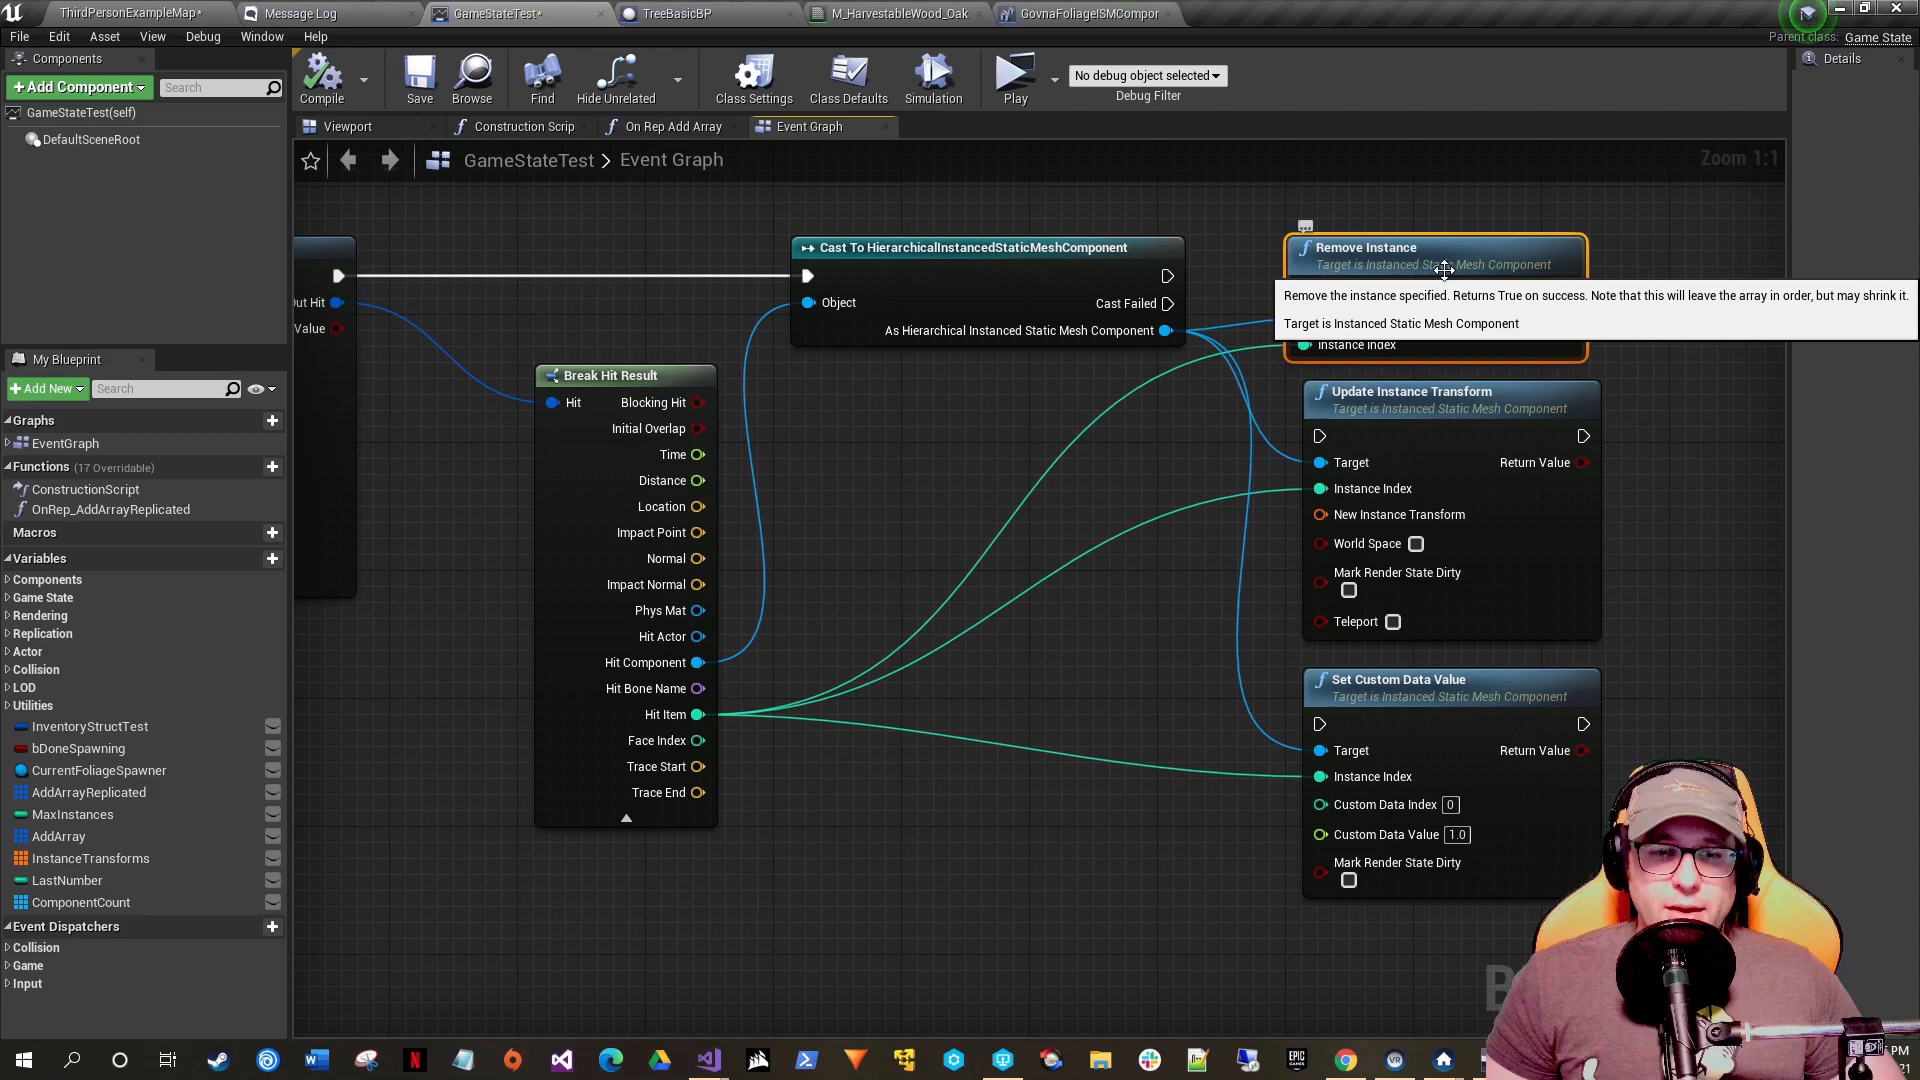 ThirdPersonExampleMap*
Message Log
GameStateTest*
TreeBasicBP
M_HarvestableWood_Oak
GovnaFoliageISMCompor
File
Edit
Asset
View
Debug
Window
Help
Parent class: Game State
Components
Details
+Add Component
Search
GameStateTest(self)
DefaultSceneRoot
Compile
Save
Browse
Find
Hide Unrelated
Class Settings
Class Defaults
Simulation
Play
No debug object selected
Debug Filter
Viewport
Construction Scrip
On Rep Add Array
Event Graph
GameStateTest > Event Graph
Zoom 1:1
My Blueprint
+Add New
Search
Graphs
EventGraph
Functions (17 Overridable)
ConstructionScript
OnRep_AddArrayReplicated
Macros
Variables
Components
Game State
Rendering
Replication
Actor
Collision
LOD
Utilities
InventoryStructTest
bDoneSpawning
CurrentFoliageSpawner
AddArrayReplicated
MaxInstances
AddArray
InstanceTransforms
LastNumber
ComponentCount
Event Dispatchers
Collision
Game
Input
Out Hit
Value
Break Hit Result
Hit
Blocking Hit
Initial Overlap
Time
Distance
Location
Impact Point
Normal
Impact Normal
Phys Mat
Hit Actor
Hit Component
Hit Bone Name
Hit Item
Face Index
Trace Start
Trace End
Cast To HierarchicalInstancedStaticMeshComponent
Object
Cast Failed
As Hierarchical Instanced Static Mesh Component
Remove Instance
Target is Instanced Static Mesh Component
Remove the instance specified. Returns True on success. Note that this will leave the array in order, but may shrink it.
Target is Instanced Static Mesh Component
Instance Index
Update Instance Transform
Target is Instanced Static Mesh Component
Target
Return Value
Instance Index
New Instance Transform
World Space
Mark Render State Dirty
Teleport
Set Custom Data Value
Target is Instanced Static Mesh Component
Target
Return Value
Instance Index
Custom Data Index 0
Custom Data Value 1.0
Mark Render State Dirty